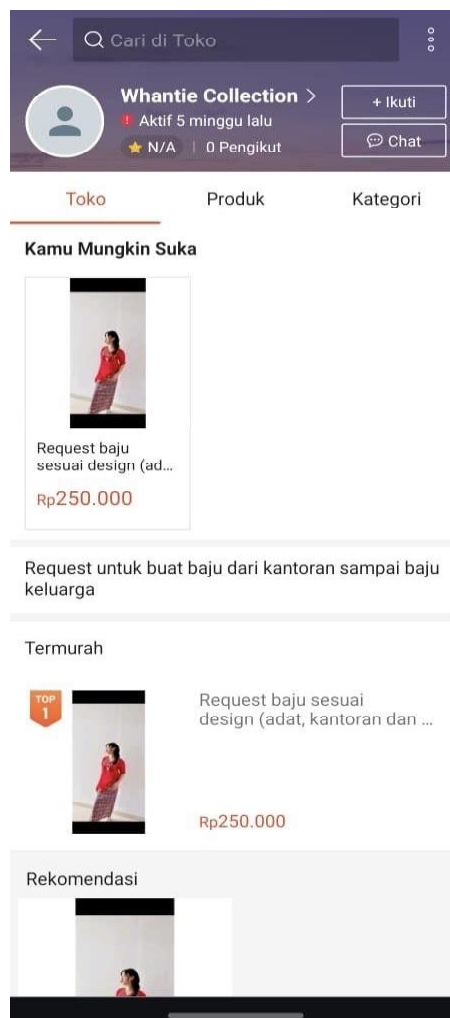 Cari di Toko
Whantie Collection >
Aktif 5 minggu lalu
N/A | 0 Pengikut
+ Ikuti
Chat
Toko Produk Kategori
Kamu Mungkin Suka
Request baju
sesuai design (ad...
Rp250.000
Request untuk buat baju dari kantoran sampai baju
keluarga
Termurah
TOP
1
Request baju sesuai
design (adat, kantoran dan ...
Rp250.000
Rekomendasi